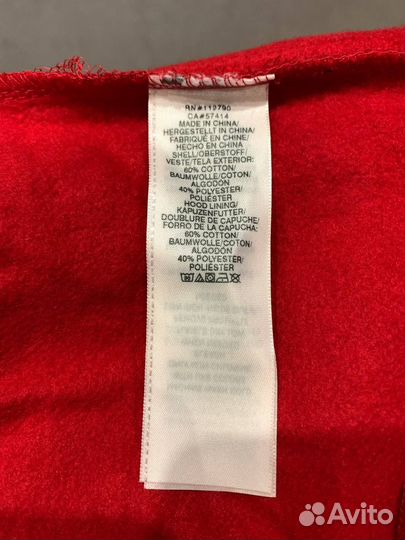 RN#112790
CA#57414
MADE IN CHINA/
HERGESTELLT IN CHINA/
FABRIQUÉ EN CHINE/
HECHO EN CHINA
SHELL/OBERSTOFF/
VESTE/TELA EXTERIOR:
60% COTTON/
BAUMWOLLE/COTON/
ALGODÓN
40% POLYESTER/
POLIÉSTER
HOOD LINING/
KAPUZENFUTTER/
DOUBLURE DE CAPUCHE/
FORRO DE LA CAPUCHA:
60% COTTON/
BAUMWOLLE/COTON/
ALGODÓN
40% POLYESTER/
POLIÉSTER
Avito